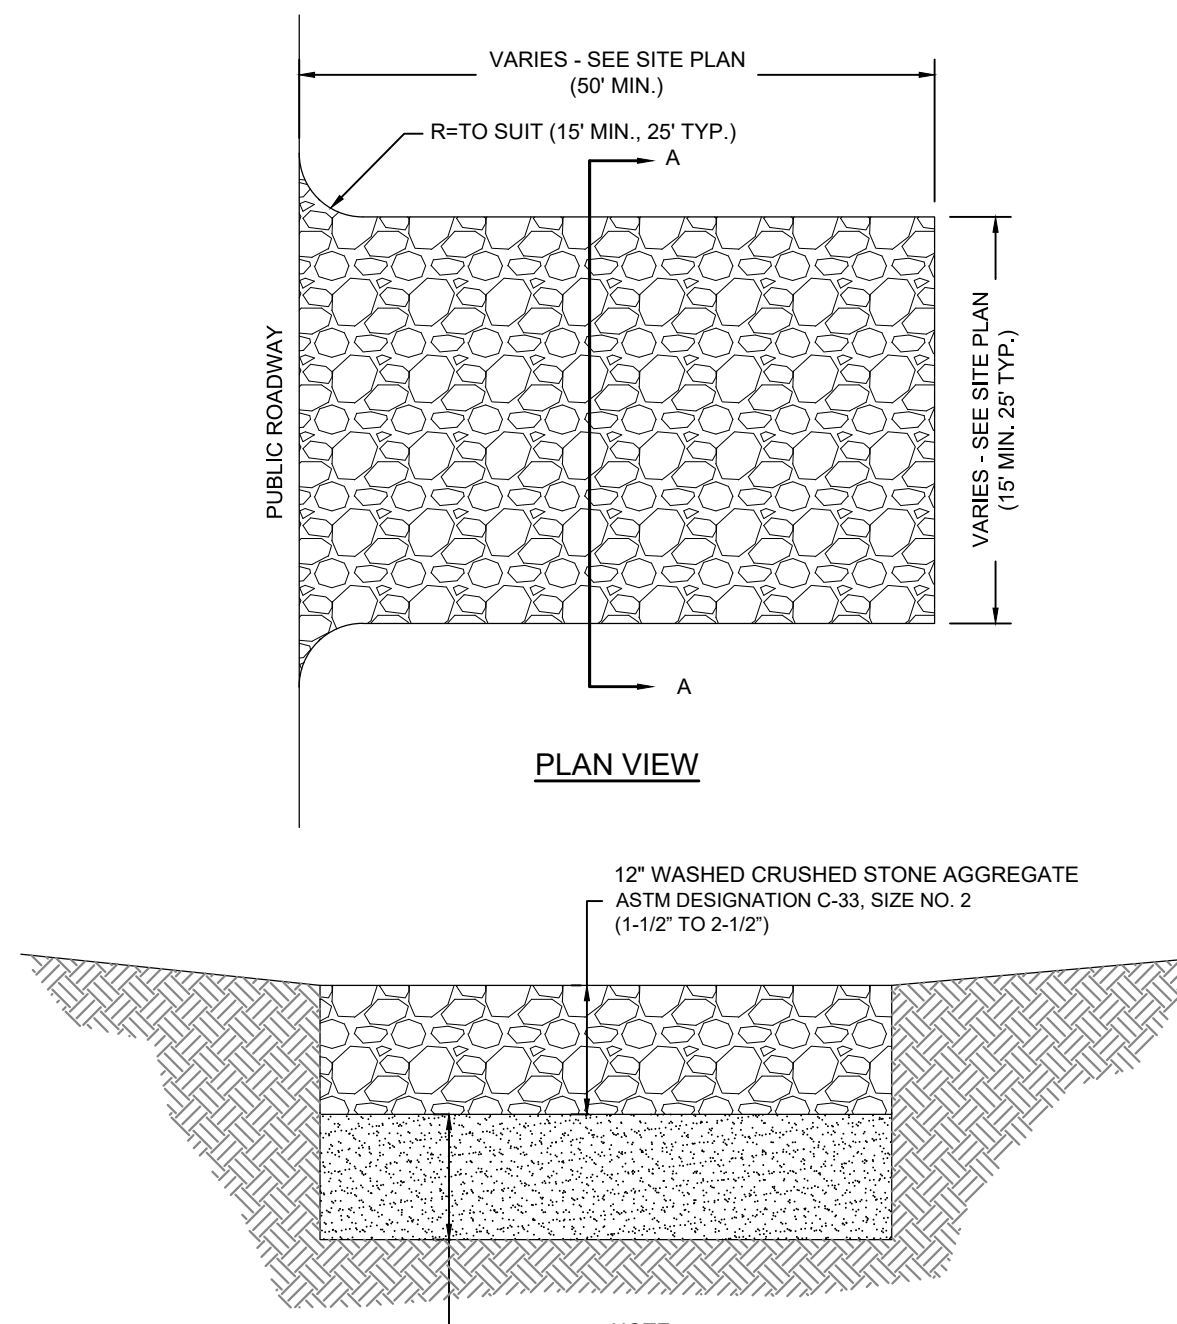 VARIES - SEE SITE PLAN
(50' MIN.)
R=TO SUIT (15' MIN., 25' TYP.)
A
PUBLIC ROADWAY
VARIES - SEE SITE PLAN
(15' MIN. 25' TYP.)
A
PLAN VIEW
12" WASHED CRUSHED STONE AGGREGATE
ASTM DESIGNATION C-33, SIZE NO. 2
(1-1/2” TO 2-1/2”)